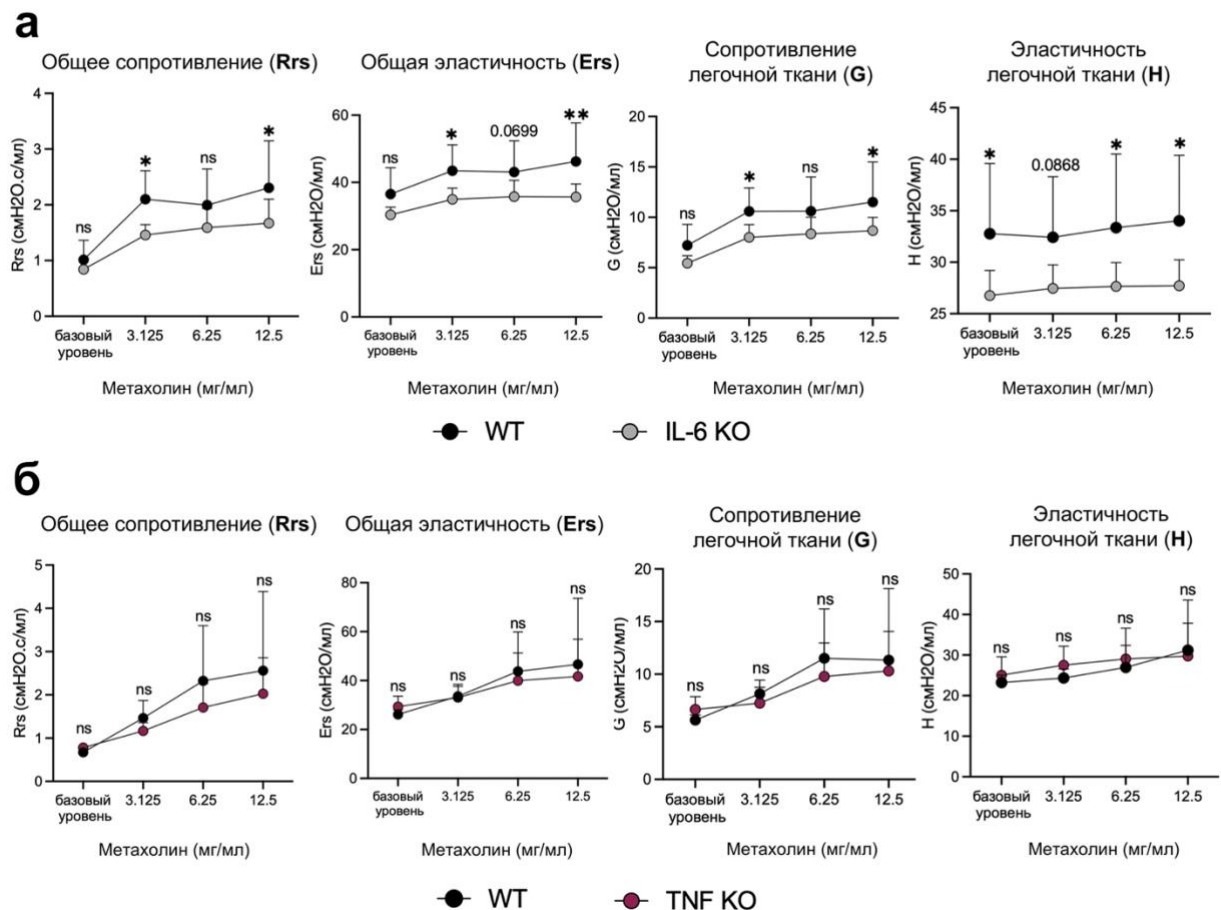 а
Общее сопротивление (Rrs)
Rrs (смH2O.с/мл)
4
3
2
1
0
ns
*
ns
*
базовый
уровень
3.125
6.25
12.5
Метахолин (мг/мл)
Общая эластичность (Ers)
Ers (смH2O/мл)
60
40
20
0
ns
*
0.0699
**
базовый
уровень
3.125
6.25
12.5
Метахолин (мг/мл)
Сопротивление
легочной ткани (G)
G (смH2O/мл)
20
15
10
5
0
ns
*
ns
*
базовый
уровень
3.125
6.25
12.5
Метахолин (мг/мл)
Эластичность
легочной ткани (H)
H (смH2O/мл)
45
40
35
30
25
*
0.0868
*
*
базовый
уровень
3.125
6.25
12.5
Метахолин (мг/мл)
WT
IL-6 KO
б
Общее сопротивление (Rrs)
Rrs (смH2O.с/мл)
5
4
3
2
1
0
ns
ns
ns
ns
базовый
уровень
3.125
6.25
12.5
Метахолин (мг/мл)
Общая эластичность (Ers)
Ers (смH2O/мл)
80
60
40
20
0
ns
ns
ns
ns
базовый
уровень
3.125
6.25
12.5
Метахолин (мг/мл)
Сопротивление
легочной ткани (G)
G (смH2O/мл)
20
15
10
5
0
ns
ns
ns
ns
базовый
уровень
3.125
6.25
12.5
Метахолин (мг/мл)
Эластичность
легочной ткани (H)
H (смH2O/мл)
50
40
30
20
10
0
ns
ns
ns
ns
базовый
уровень
3.125
6.25
12.5
Метахолин (мг/мл)
WT
TNF KO